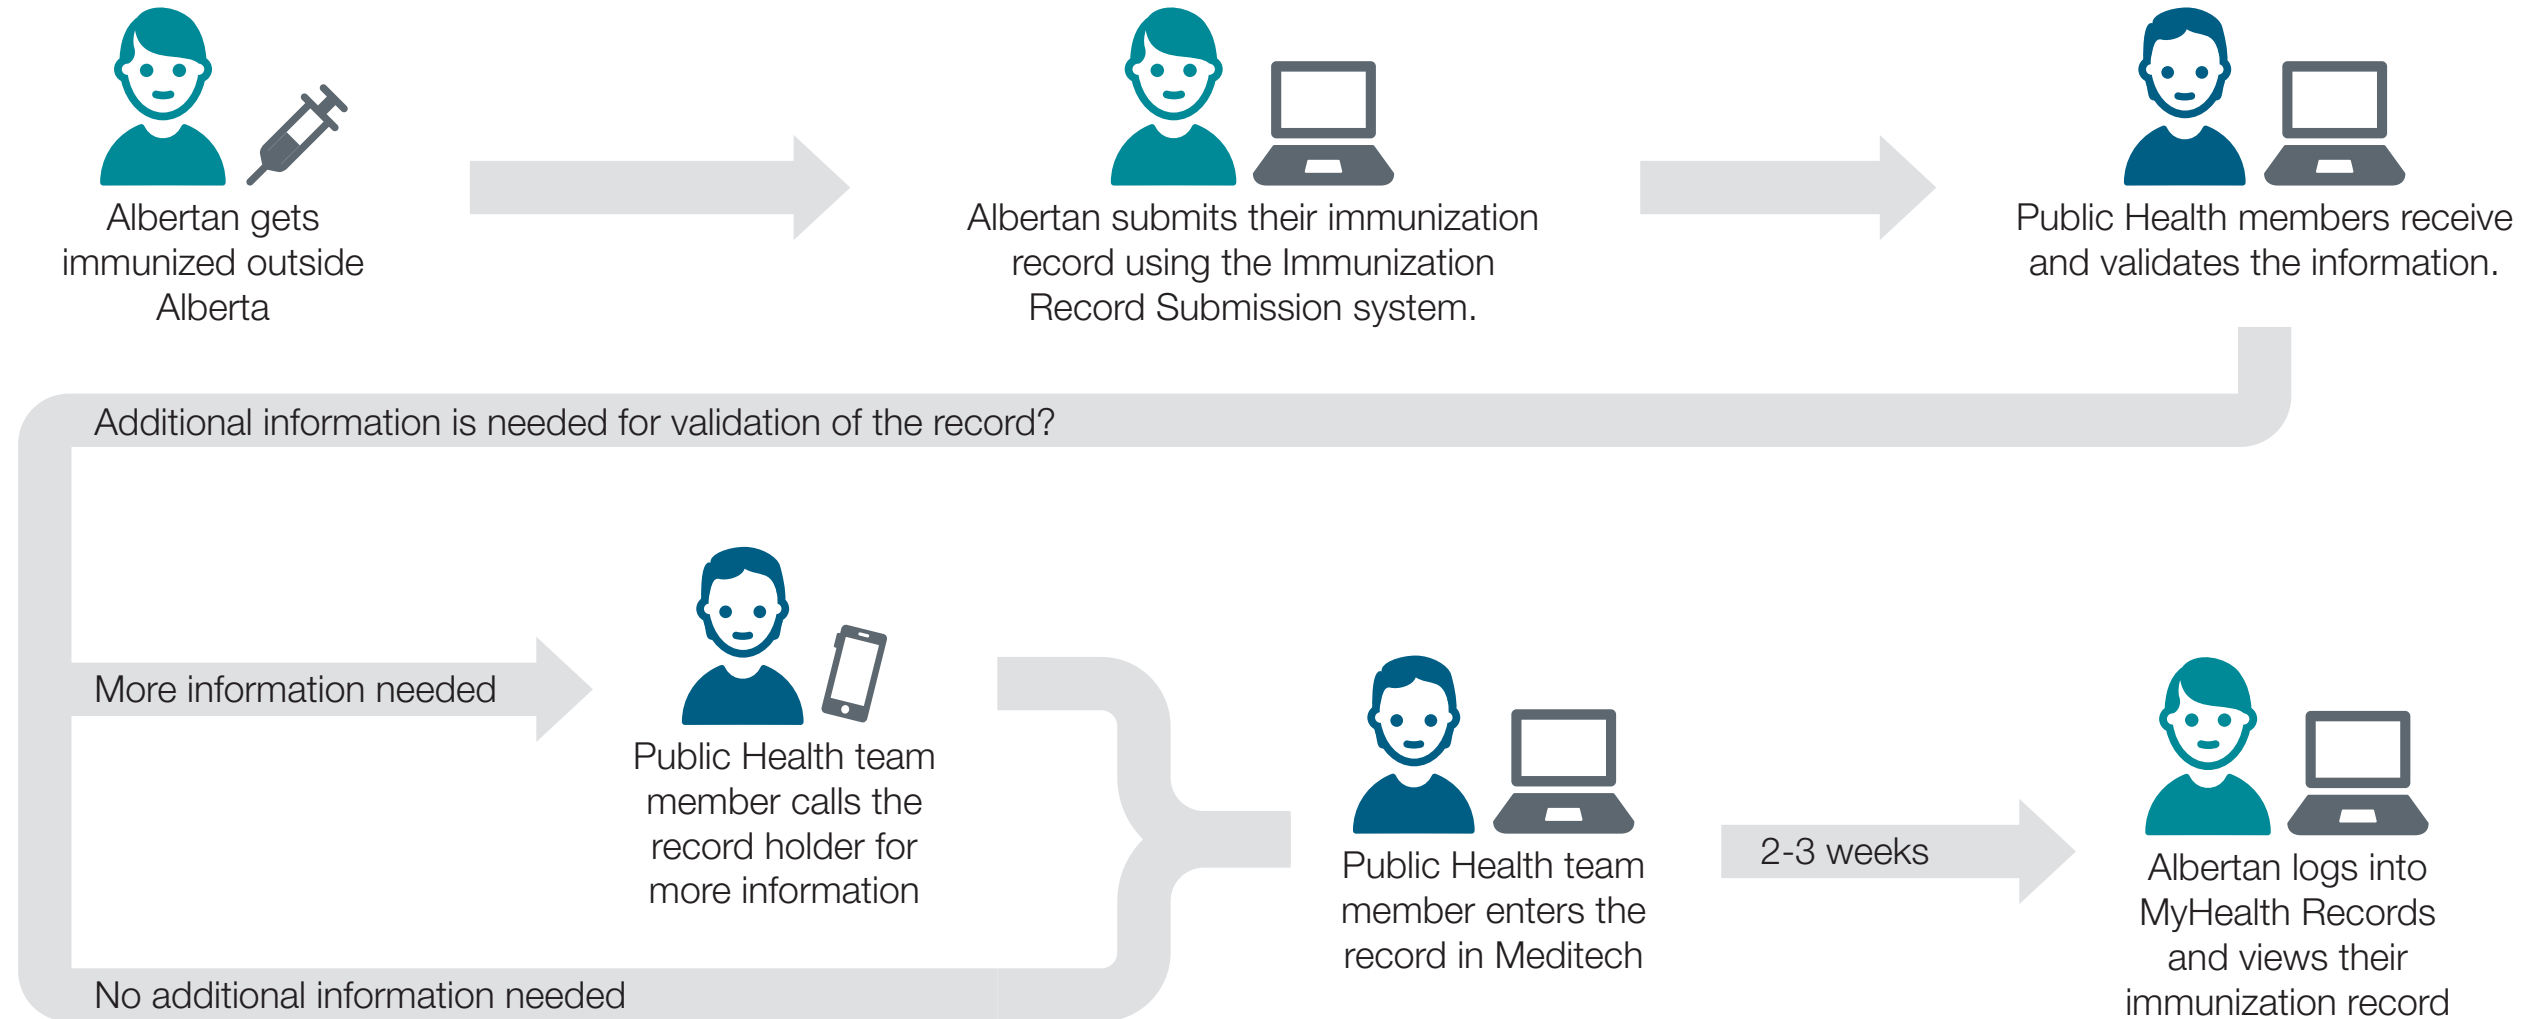 Albertan gets
immunized outside
Alberta
Albertan submits their immunization
record using the Immunization
Record Submission system.
Public Health members receive
and validates the information.
Additional information is needed for validation of the record?
More information needed
Public Health team
member calls the
record holder for
more information
No additional information needed
Public Health team
member enters the
record in Meditech
2-3 weeks
Albertan logs into
MyHealth Records
and views their
immunization record